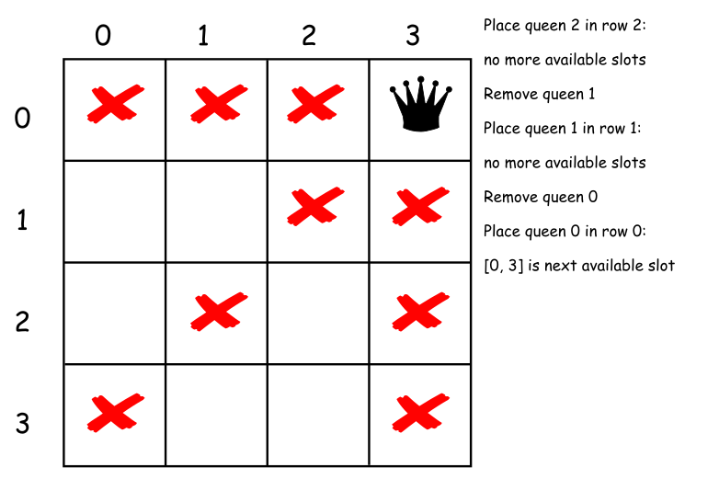 0 1 2 3
0
1
2
3
Place queen 2 in row 2:
no more available slots
Remove queen 1
Place queen 1 in row 1:
no more available slots
Remove queen 0
Place queen 0 in row 0:
[0, 3] is next available slot